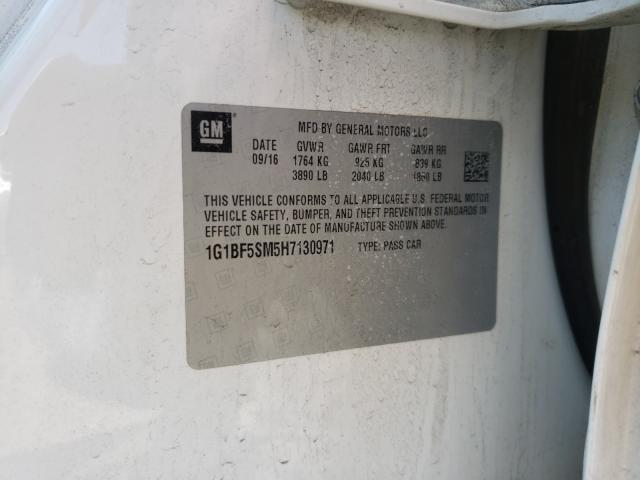 GM
MFD BY GENERAL MOTORS LLC
DATE GVWR GAWR FRT GAWR RR
09/16 1764 KG 925 KG 839 KG
3890 LB 2040 LB 1850 LB
THIS VEHICLE CONFORMS TO ALL APPLICABLE U.S. FEDERAL MOTOR
VEHICLE SAFETY, BUMPER, AND THEFT PREVENTION STANDARDS IN
EFFECT ON THE DATE OF MANUFACTURE SHOWN ABOVE.
1G1BF5SM5H7130971 TYPE: PASS CAR